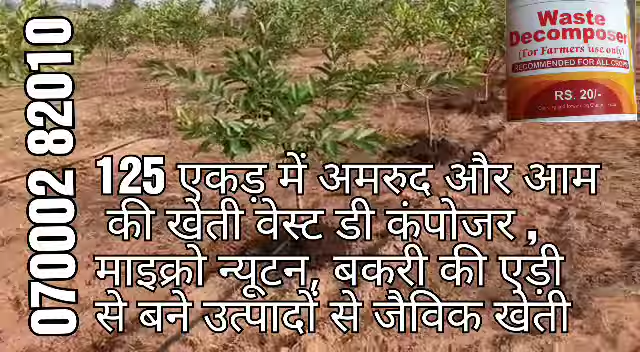 070002 82010
Waste
Decomposer
(For Farmers use only)
RECOMMENDED FOR ALL CROPS
RS. 20/-
125 एकड़ में अमरुद और आम
की खेती वेस्ट डी कंपोजर ,
माइक्रो न्यूटन, बकरी की एड़ी
से बने उत्पादों से जैविक खेती